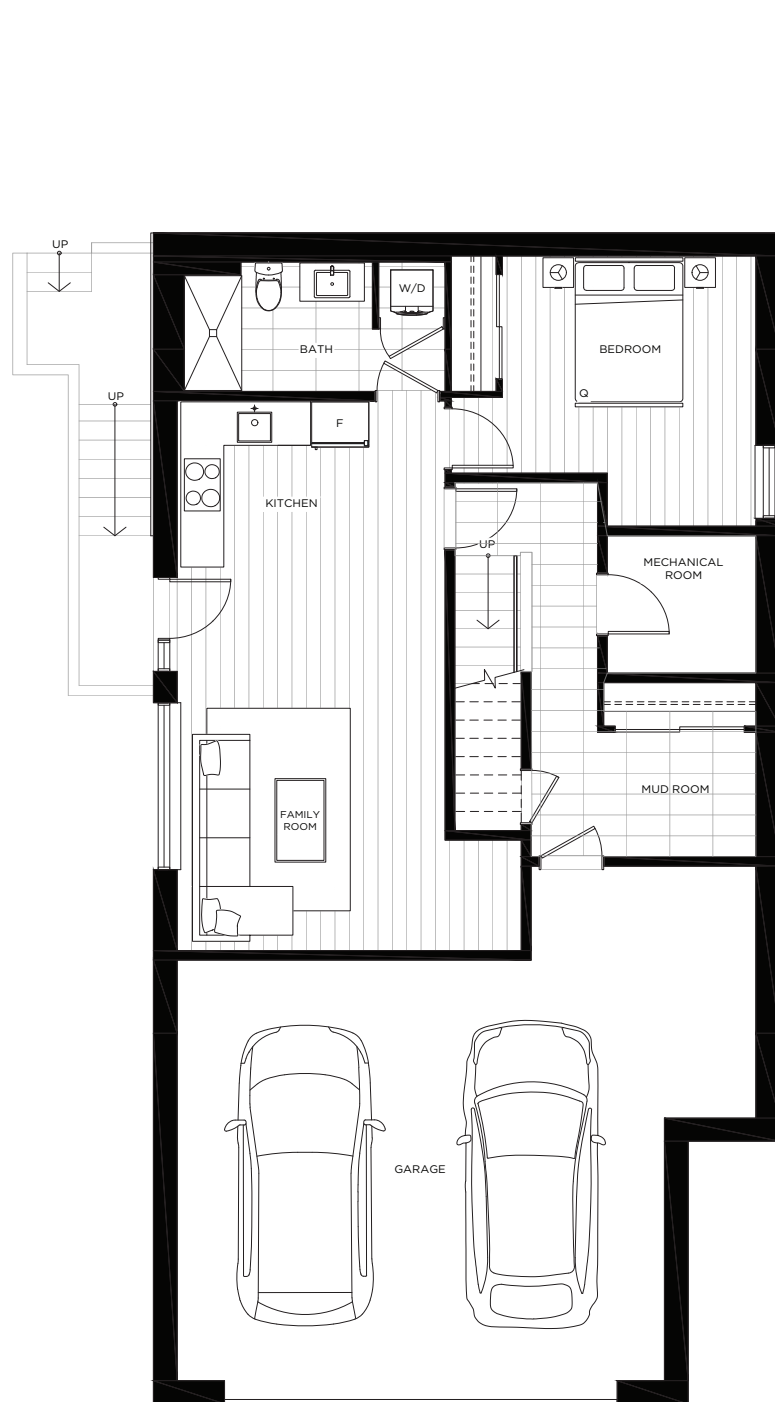 UP
W/D
BATH
BEDROOM
Q
UP
F
KITCHEN
UP
MECHANICAL
ROOM
MUD ROOM
FAMILY
ROOM
GARAGE